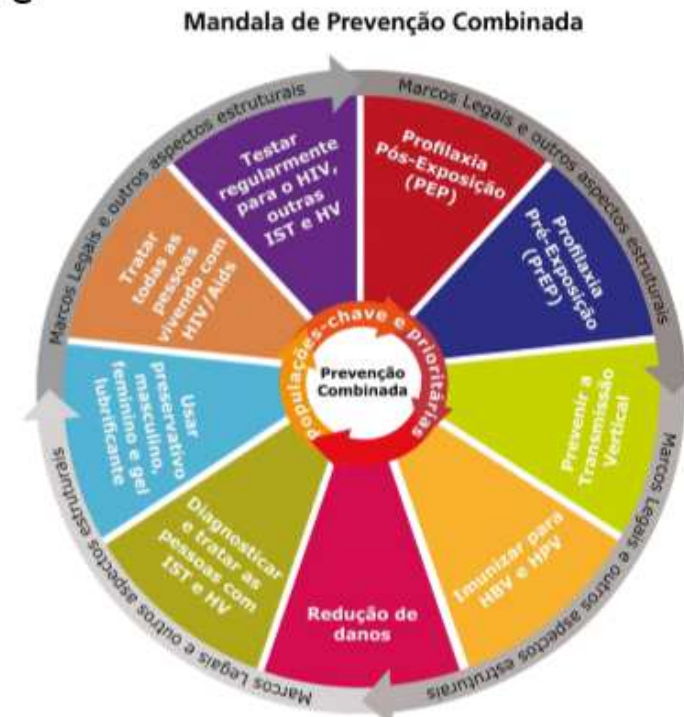 Mandala de Prevenção Combinada
Marcos Legais e outros aspectos estruturais
Marcos Legais e outros aspectos estruturais
Marcos Legais e outros aspectos estruturais
Marcos Legais e outros aspectos estruturais
Profilaxia
Pós-Exposição
(PEP)
Profilaxia
Pré-Exposição
(PrEP)
Prevenir a
Transmissão
Vertical
Imunizar para
HBV e HPV
Redução de
danos
Diagnosticar
e tratar as
pessoas com
IST e HV
Usar
preservativo
masculino,
feminino e gel
lubrificante
Tratar
todas as
pessoas
vivendo com
HIV/Aids
Testar
regularmente
para o HIV,
outras
IST e HV
Populações-chave e prioritárias
Prevenção
Combinada